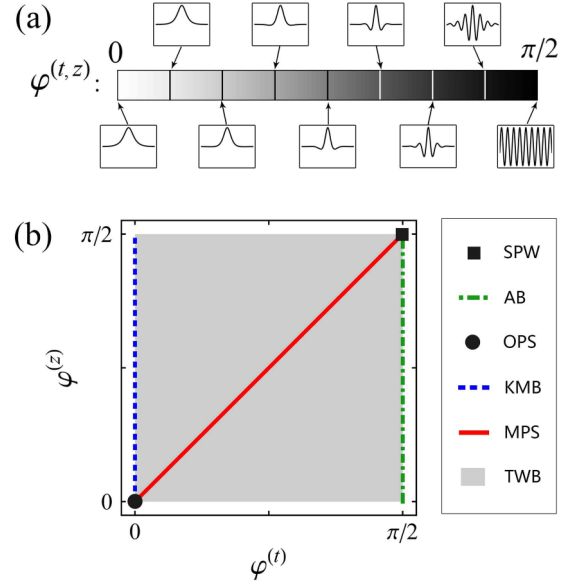 (a)
0
π/2
φ^(t, z) :
(b)
π/2
φ^(z)
0
0
π/2
φ^(t)
SPW
AB
OPS
KMB
MPS
TWB